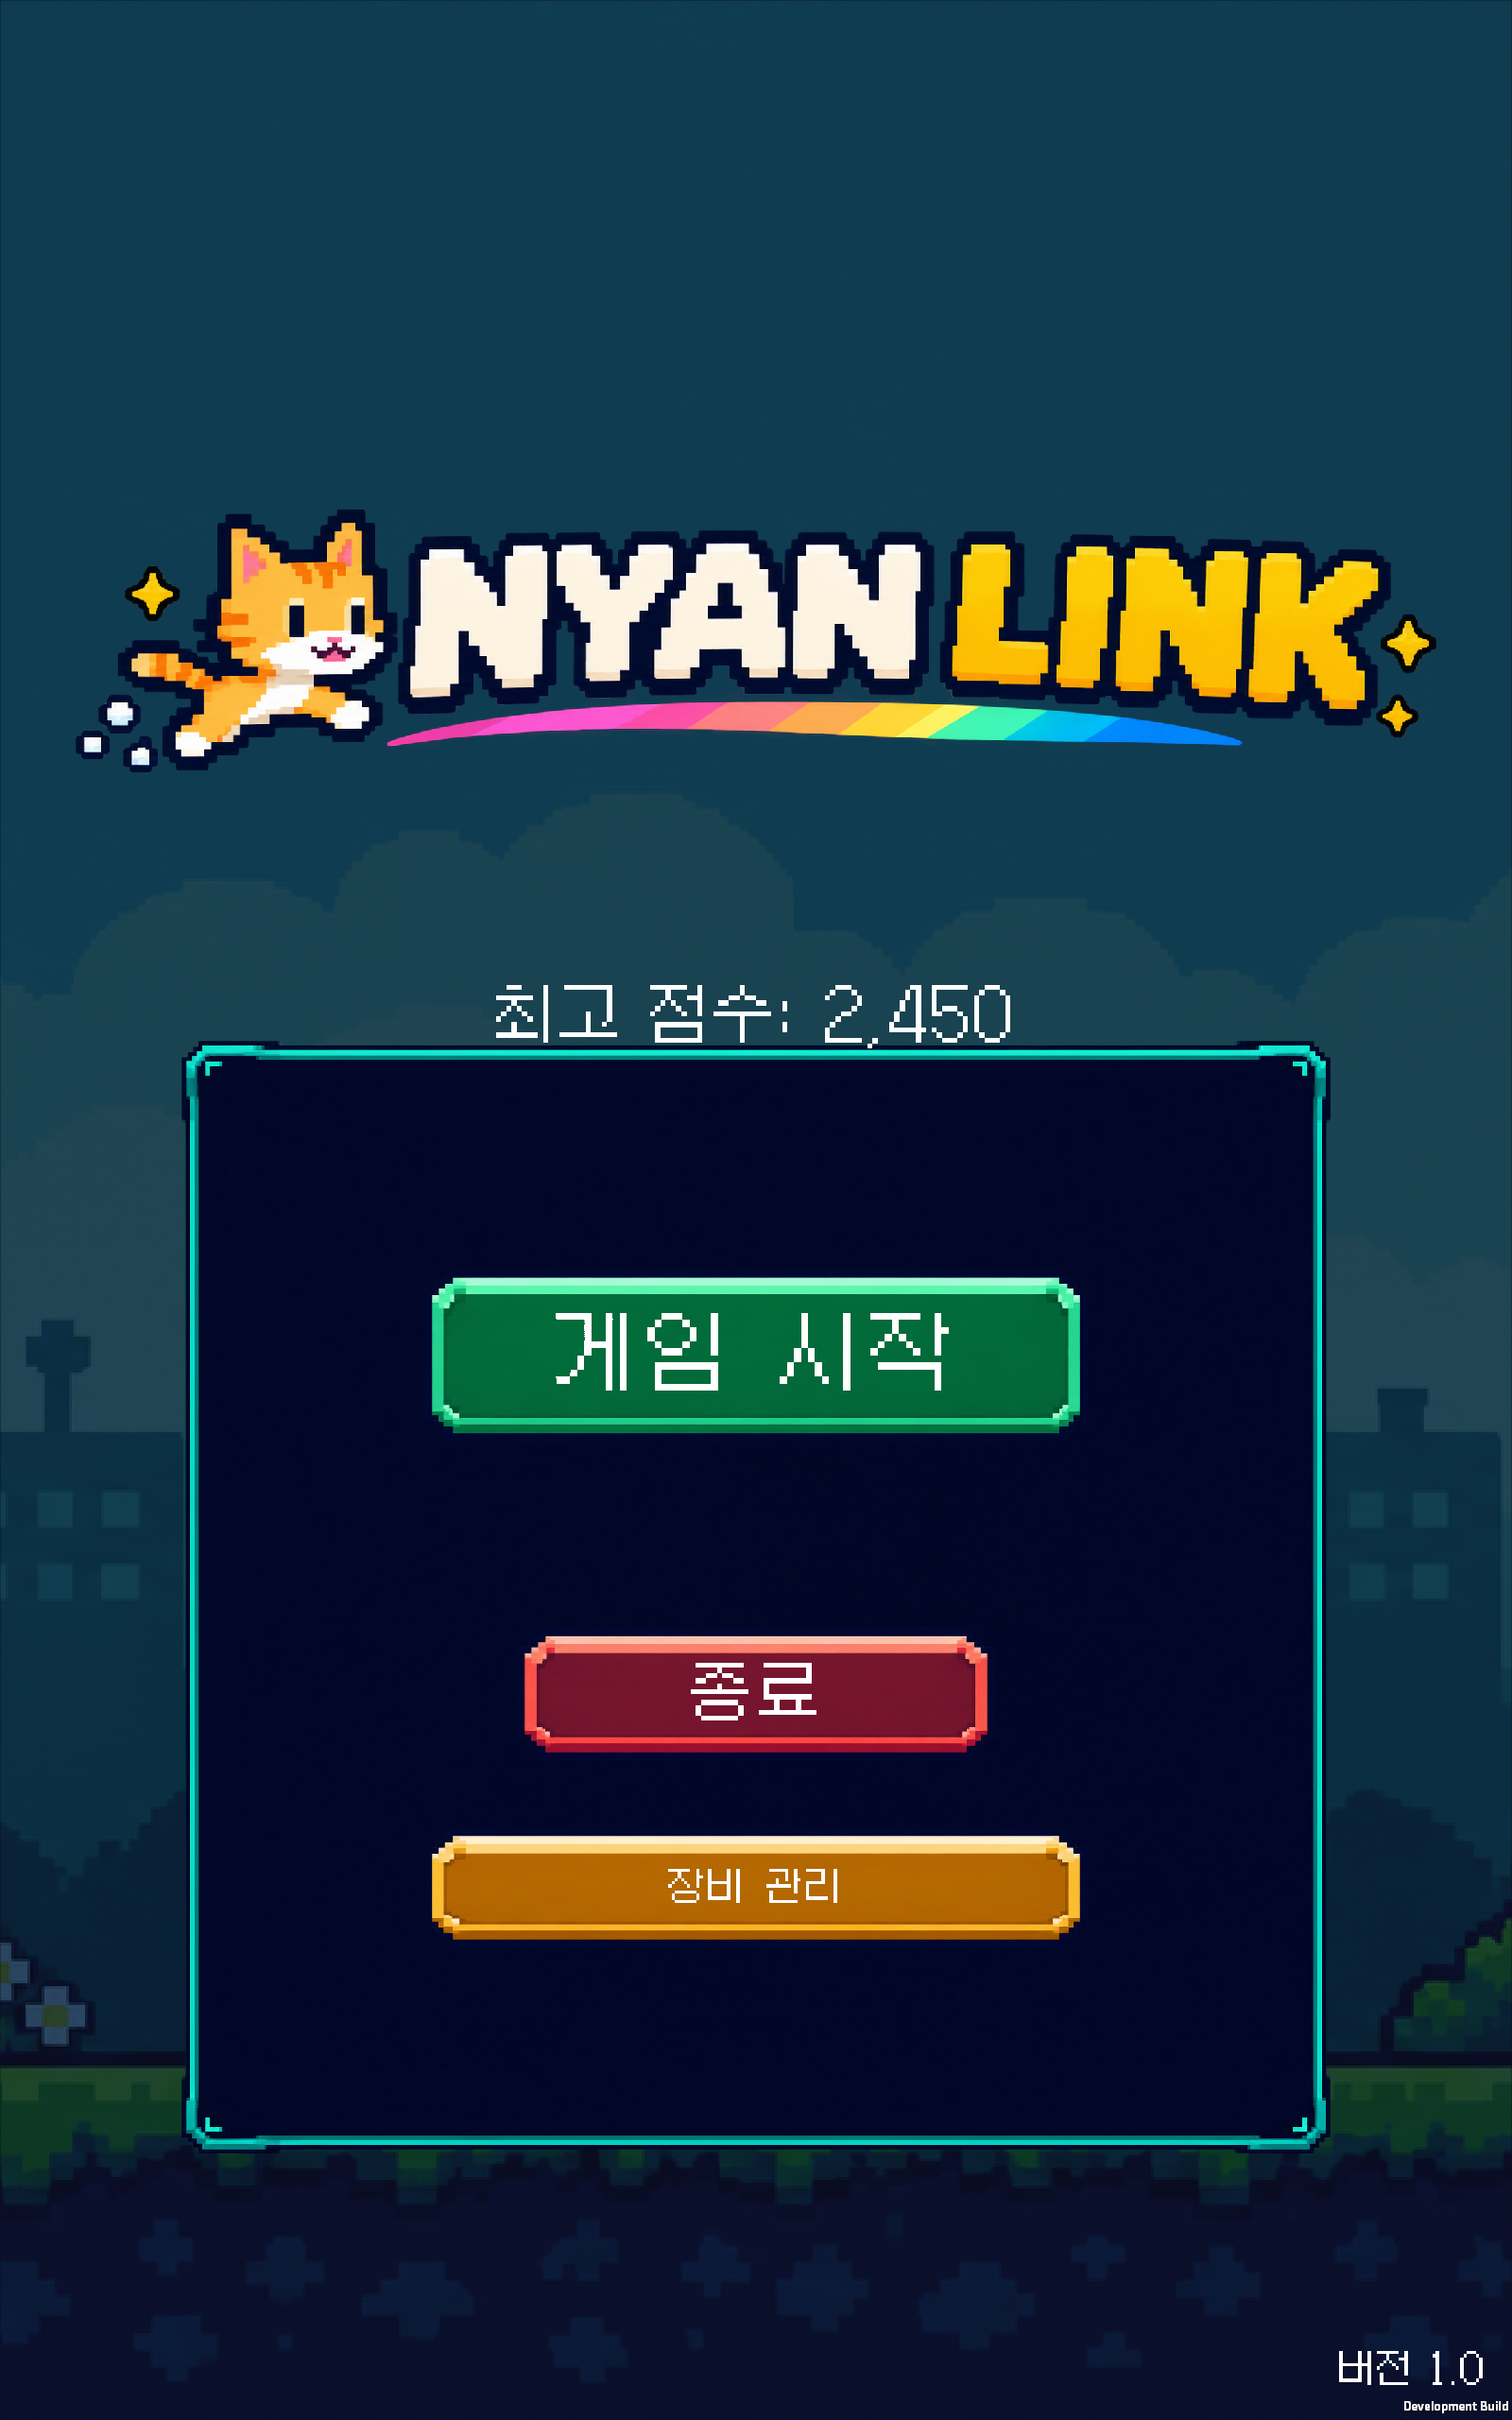 NYAN LINK
최고 점수: 2,450
게임 시작
종료
장비 관리
버전 1.0
Development Build